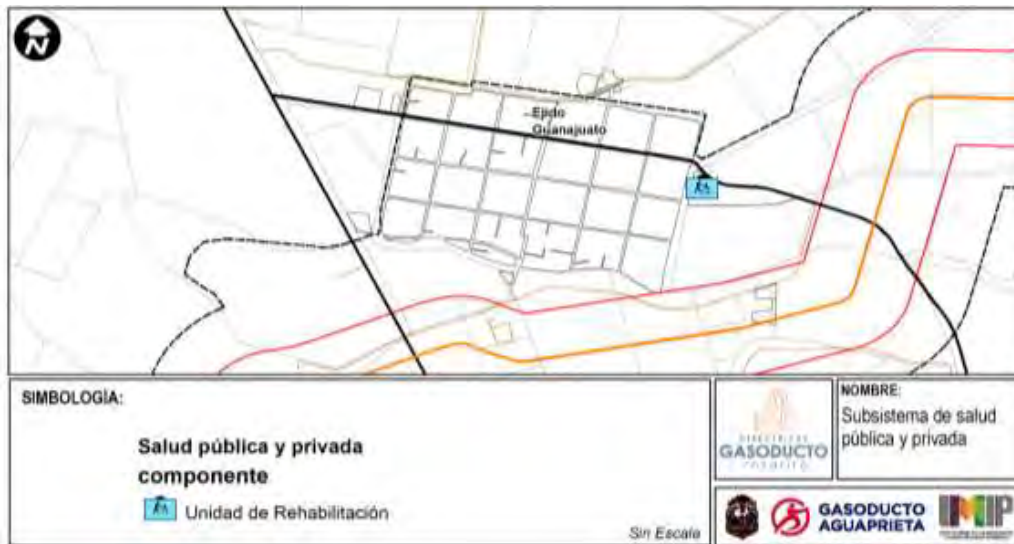 N
Ejido
Guanajuato
SIMBOLOGÍA:
Salud pública y privada
componente
Unidad de Rehabilitación
Sin Escala
GASODUCTO
NOMBRE:
Subsistema de salud
pública y privada
GASODUCTO
AGUAPRIETA
IMIP